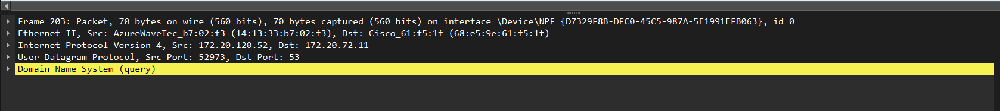 Frame 203: Packet, 70 bytes on wire (560 bits), 70 bytes captured (560 bits) on interface \Device\NPF_{D7329F8B-DFC0-45C5-987A-5E1991EFB063}, id 0
Ethernet II, Src: AzureWaveTec_b7:02:f3 (14:13:33:b7:02:f3), Dst: Cisco_61:f5:1f (68:e5:9e:61:f5:1f)
Internet Protocol Version 4, Src: 172.20.120.52, Dst: 172.20.72.11
User Datagram Protocol, Src Port: 52973, Dst Port: 53
Domain Name System (query)